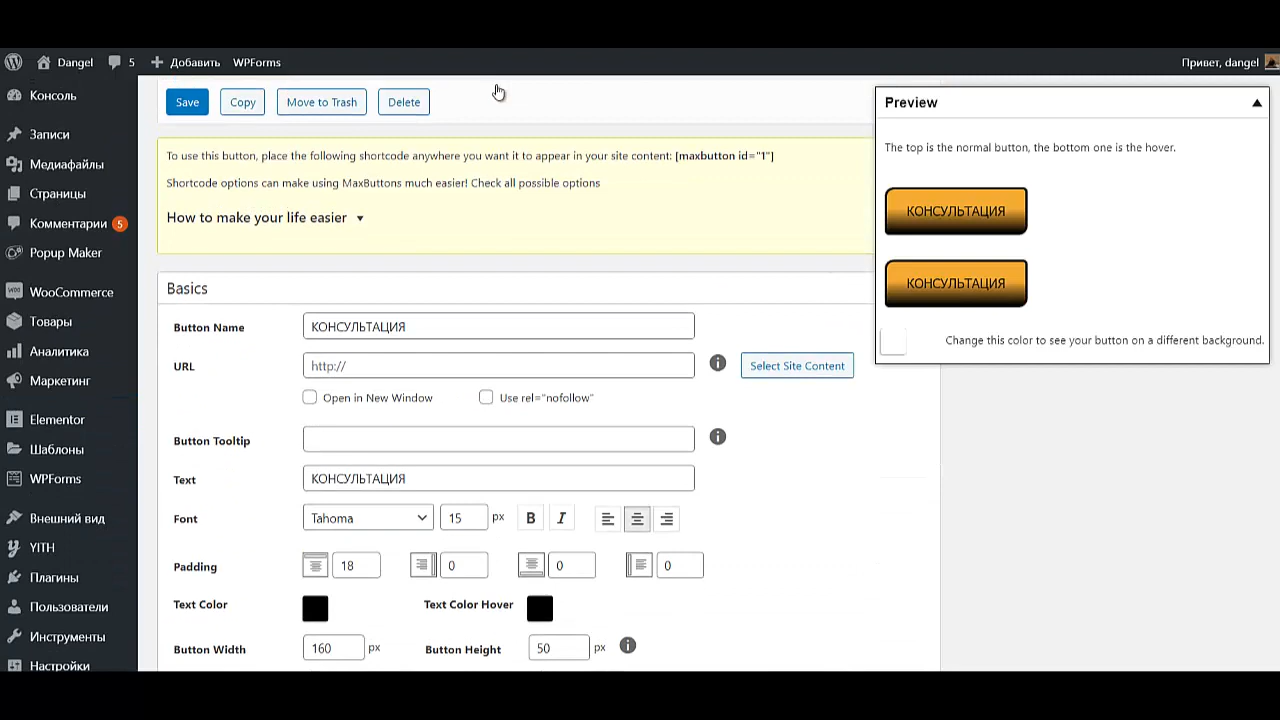 Dangel 5 Добавить WPForms Привет, dangel
Консоль
Записи
Медиафайлы
Страницы
Комментарии 5
Popup Maker
WooCommerce
Товары
Аналитика
Маркетинг
Elementor
Шаблоны
WPForms
Внешний вид
YITH
Плагины
Пользователи
Инструменты
Настройки
Save Copy Move to Trash Delete
To use this button, place the following shortcode anywhere you want it to appear in your site content: [maxbutton id="1"]
Shortcode options can make using MaxButtons much easier! Check all possible options
How to make your life easier
Basics
Button Name КОНСУЛЬТАЦИЯ
URL http:// Select Site Content
Open in New Window Use rel="nofollow"
Button Tooltip
Text КОНСУЛЬТАЦИЯ
Font Tahoma 15 px B I
Padding 18 0 0 0
Text Color Text Color Hover
Button Width 160 px Button Height 50 px
Preview
The top is the normal button, the bottom one is the hover.
КОНСУЛЬТАЦИЯ
КОНСУЛЬТАЦИЯ
Change this color to see your button on a different background.